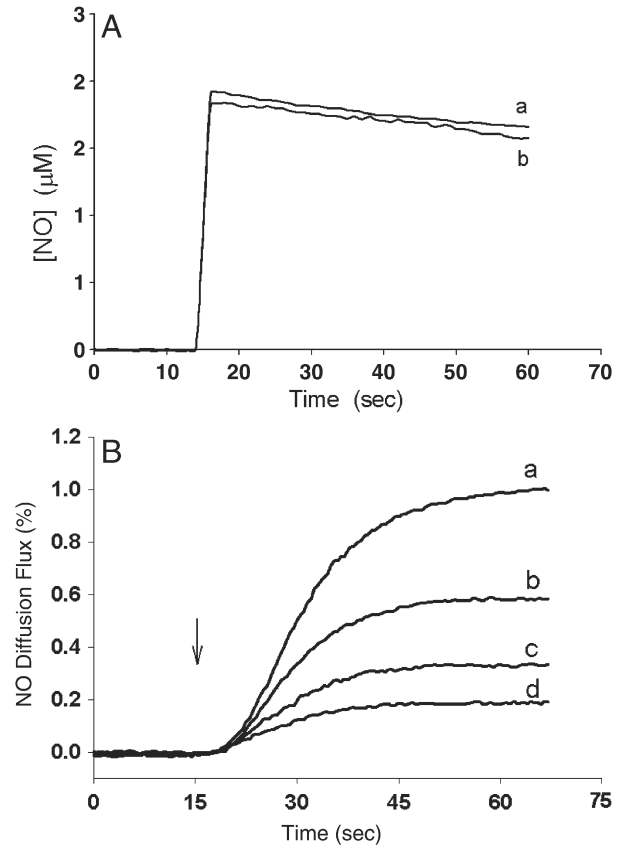 A
3
2
2
1
1
0
[NO] (μM)
a
b
0 10 20 30 40 50 60 70
Time (sec)
B
1.2
1.0
0.8
0.6
0.4
0.2
0.0
NO Diffusion Flux (%)
a
b
c
d
0 15 30 45 60 75
Time (sec)